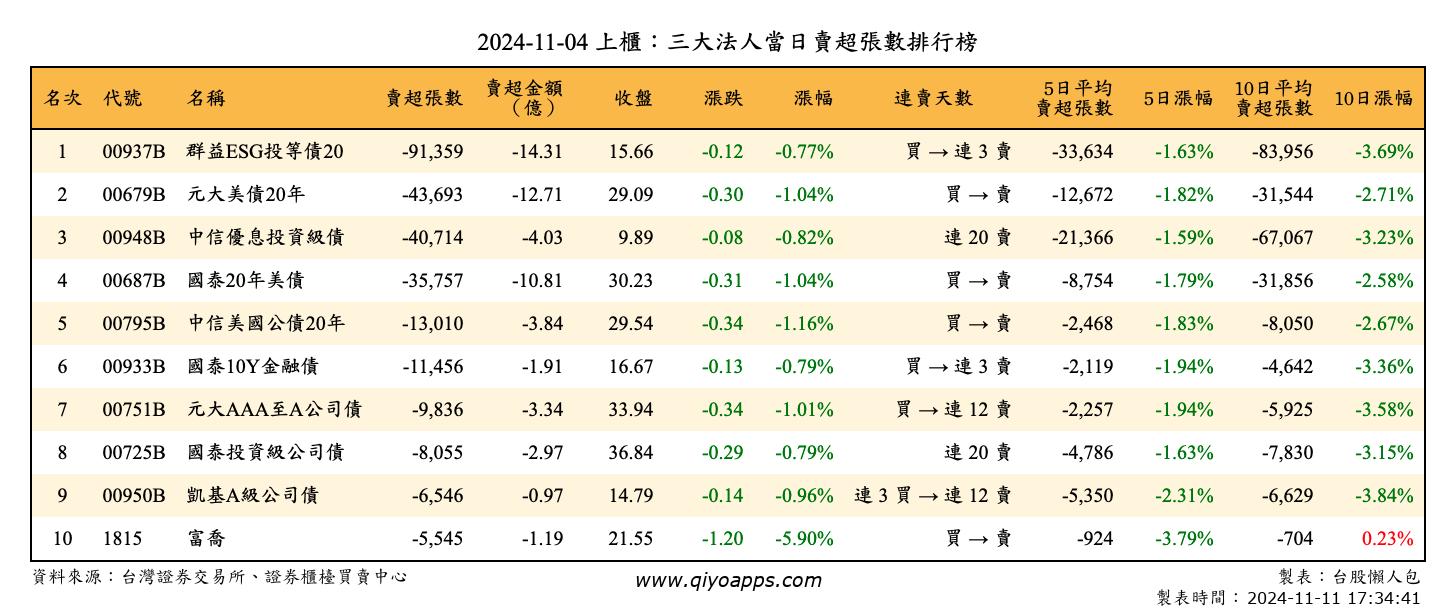 2024-11-04 上櫃：三大法人當日賣超張數排行榜
名次 代號 名稱 賣超張數 賣超金額（億） 收盤 漲跌 漲幅 連賣天數 5日平均賣超張數 5日漲幅 10日平均賣超張數 10日漲幅
1 00937B 群益ESG投等債20 -91,359 -14.31 15.66 -0.12 -0.77% 買 → 連 3 賣 -33,634 -1.63% -83,956 -3.69%
2 00679B 元大美債20年 -43,693 -12.71 29.09 -0.30 -1.04% 買 → 賣 -12,672 -1.82% -31,544 -2.71%
3 00948B 中信優息投資級債 -40,714 -4.03 9.89 -0.08 -0.82% 連 20 賣 -21,366 -1.59% -67,067 -3.23%
4 00687B 國泰20年美債 -35,757 -10.81 30.23 -0.31 -1.04% 買 → 賣 -8,754 -1.79% -31,856 -2.58%
5 00795B 中信美國公債20年 -13,010 -3.84 29.54 -0.34 -1.16% 買 → 賣 -2,468 -1.83% -8,050 -2.67%
6 00933B 國泰10Y金融債 -11,456 -1.91 16.67 -0.13 -0.79% 買 → 連 3 賣 -2,119 -1.94% -4,642 -3.36%
7 00751B 元大AAA至A公司債 -9,836 -3.34 33.94 -0.34 -1.01% 買 → 連 12 賣 -2,257 -1.94% -5,925 -3.58%
8 00725B 國泰投資級公司債 -8,055 -2.97 36.84 -0.29 -0.79% 連 20 賣 -4,786 -1.63% -7,830 -3.15%
9 00950B 凱基A級公司債 -6,546 -0.97 14.79 -0.14 -0.96% 連 3 買 → 連 12 賣 -5,350 -2.31% -6,629 -3.84%
10 1815 富喬 -5,545 -1.19 21.55 -1.20 -5.90% 買 → 賣 -924 -3.79% -704 0.23%
資料來源：台灣證券交易所、證券櫃檯買賣中心
www.qiyoapps.com
製表：台股懶人包
製表時間：2024-11-11 17:34:41